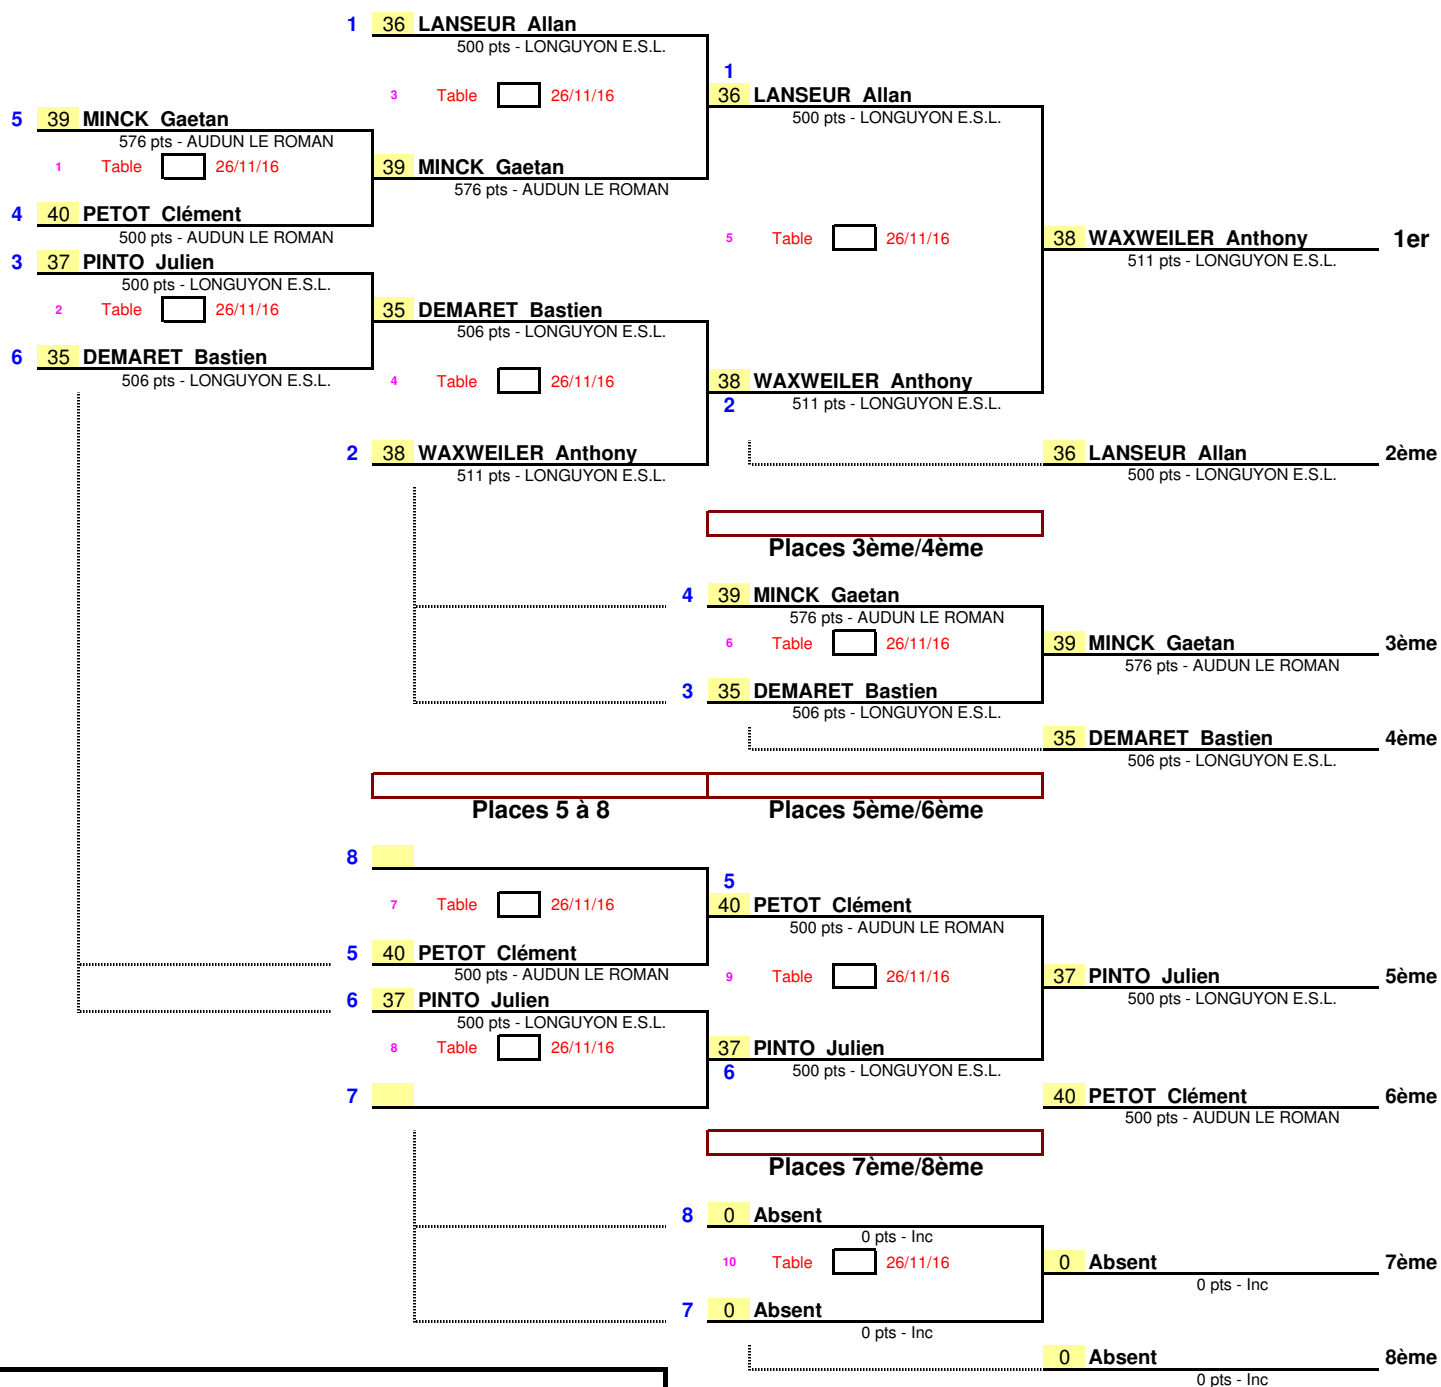 1 36 LANSEUR Allan
500 pts - LONGUYON E.S.L.
1
3 Table 26/11/16 36 LANSEUR Allan
5 39 MINCK Gaetan 500 pts - LONGUYON E.S.L.
576 pts - AUDUN LE ROMAN
1 Table 26/11/16 39 MINCK Gaetan
576 pts - AUDUN LE ROMAN
4 40 PETOT Clément
500 pts - AUDUN LE ROMAN 5 Table 26/11/16 38 WAXWEILER Anthony 1er
3 37 PINTO Julien 511 pts - LONGUYON E.S.L.
500 pts - LONGUYON E.S.L.
2 Table 26/11/16 35 DEMARET Bastien
506 pts - LONGUYON E.S.L.
6 35 DEMARET Bastien
506 pts - LONGUYON E.S.L. 4 Table 26/11/16 38 WAXWEILER Anthony
2 511 pts - LONGUYON E.S.L.
2 38 WAXWEILER Anthony 36 LANSEUR Allan 2ème
511 pts - LONGUYON E.S.L. 500 pts - LONGUYON E.S.L.
Places 3ème/4ème
4 39 MINCK Gaetan
576 pts - AUDUN LE ROMAN
6 Table 26/11/16 39 MINCK Gaetan 3ème
576 pts - AUDUN LE ROMAN
3 35 DEMARET Bastien
506 pts - LONGUYON E.S.L.
35 DEMARET Bastien 4ème
506 pts - LONGUYON E.S.L.
Places 5 à 8 Places 5ème/6ème
8
5
7 Table 26/11/16 40 PETOT Clément
500 pts - AUDUN LE ROMAN
5 40 PETOT Clément
500 pts - AUDUN LE ROMAN 9 Table 26/11/16 37 PINTO Julien 5ème
6 37 PINTO Julien 500 pts - LONGUYON E.S.L.
500 pts - LONGUYON E.S.L.
8 Table 26/11/16 37 PINTO Julien
6 500 pts - LONGUYON E.S.L.
7 40 PETOT Clément 6ème
500 pts - AUDUN LE ROMAN
Places 7ème/8ème
8 0 Absent
0 pts - Inc
10 Table 26/11/16 0 Absent 7ème
0 pts - Inc
7 0 Absent
0 pts - Inc
0 Absent 8ème
0 pts - Inc